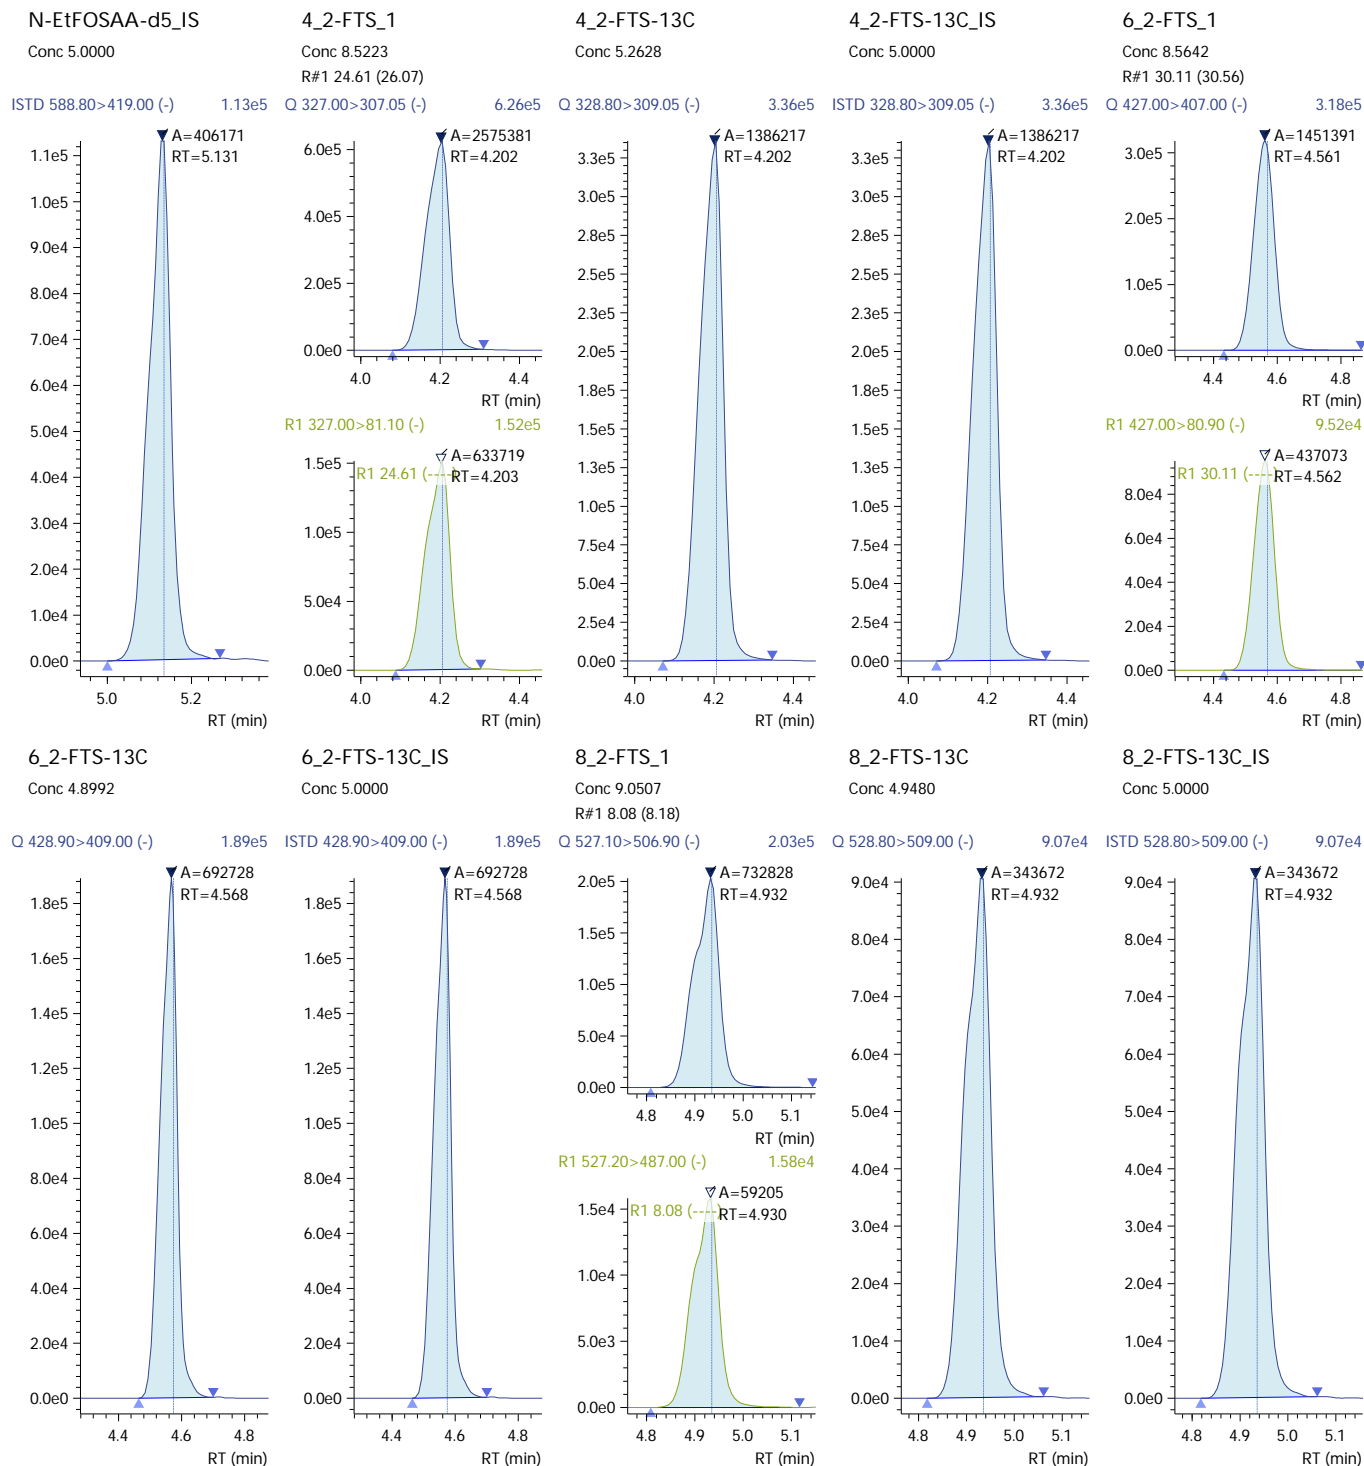 N-EtFOSAA-d5_IS
Conc 5.0000
ISTD 588.80>419.00 (-) 1.13e5
A=406171
RT=5.131
1.1e5
1.0e5
9.0e4
8.0e4
7.0e4
6.0e4
5.0e4
4.0e4
3.0e4
2.0e4
1.0e4
0.0e0
5.0 5.2
RT (min)
4_2-FTS_1
Conc 8.5223
R#1 24.61 (26.07)
Q 327.00>307.05 (-) 6.26e5
A=2575381
RT=4.202
6.0e5
4.0e5
2.0e5
0.0e0
4.0 4.2 4.4
RT (min)
R1 327.00>81.10 (-) 1.52e5
A=633719
RT=4.203
R1 24.61 (----
1.5e5
1.0e5
5.0e4
0.0e0
4.0 4.2 4.4
RT (min)
4_2-FTS-13C
Conc 5.2628
Q 328.80>309.05 (-) 3.36e5
A=1386217
RT=4.202
3.3e5
3.0e5
2.8e5
2.5e5
2.3e5
2.0e5
1.8e5
1.5e5
1.3e5
1.0e5
7.5e4
5.0e4
2.5e4
0.0e0
4.0 4.2 4.4
RT (min)
4_2-FTS-13C_IS
Conc 5.0000
ISTD 328.80>309.05 (-) 3.36e5
A=1386217
RT=4.202
3.3e5
3.0e5
2.8e5
2.5e5
2.3e5
2.0e5
1.8e5
1.5e5
1.3e5
1.0e5
7.5e4
5.0e4
2.5e4
0.0e0
4.0 4.2 4.4
RT (min)
6_2-FTS_1
Conc 8.5642
R#1 30.11 (30.56)
Q 427.00>407.00 (-) 3.18e5
A=1451391
RT=4.561
3.0e5
2.0e5
1.0e5
0.0e0
4.4 4.6 4.8
RT (min)
R1 427.00>80.90 (-) 9.52e4
A=437073
RT=4.562
R1 30.11 (----
8.0e4
6.0e4
4.0e4
2.0e4
0.0e0
4.4 4.6 4.8
RT (min)
6_2-FTS-13C
Conc 4.8992
Q 428.90>409.00 (-) 1.89e5
A=692728
RT=4.568
1.8e5
1.6e5
1.4e5
1.2e5
1.0e5
8.0e4
6.0e4
4.0e4
2.0e4
0.0e0
4.4 4.6 4.8
RT (min)
6_2-FTS-13C_IS
Conc 5.0000
ISTD 428.90>409.00 (-) 1.89e5
A=692728
RT=4.568
1.8e5
1.6e5
1.4e5
1.2e5
1.0e5
8.0e4
6.0e4
4.0e4
2.0e4
0.0e0
4.4 4.6 4.8
RT (min)
8_2-FTS_1
Conc 9.0507
R#1 8.08 (8.18)
Q 527.10>506.90 (-) 2.03e5
A=732828
RT=4.932
2.0e5
1.5e5
1.0e5
5.0e4
0.0e0
4.8 4.9 5.0 5.1
RT (min)
R1 527.20>487.00 (-) 1.58e4
A=59205
RT=4.930
R1 8.08 (----
1.5e4
1.0e4
5.0e3
0.0e0
4.8 4.9 5.0 5.1
RT (min)
8_2-FTS-13C
Conc 4.9480
Q 528.80>509.00 (-) 9.07e4
A=343672
RT=4.932
9.0e4
8.0e4
7.0e4
6.0e4
5.0e4
4.0e4
3.0e4
2.0e4
1.0e4
0.0e0
4.8 4.9 5.0 5.1
RT (min)
8_2-FTS-13C_IS
Conc 5.0000
ISTD 528.80>509.00 (-) 9.07e4
A=343672
RT=4.932
9.0e4
8.0e4
7.0e4
6.0e4
5.0e4
4.0e4
3.0e4
2.0e4
1.0e4
0.0e0
4.8 4.9 5.0 5.1
RT (min)